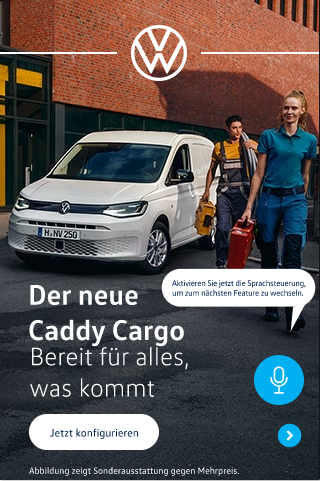 H·NV 250
Aktivieren Sie jetzt die Sprachsteuerung,
um zum nächsten Feature zu wechseln.
Der neue
Caddy Cargo
Bereit für alles,
was kommt
Jetzt konfigurieren
Abbildung zeigt Sonderausstattung gegen Mehrpreis.